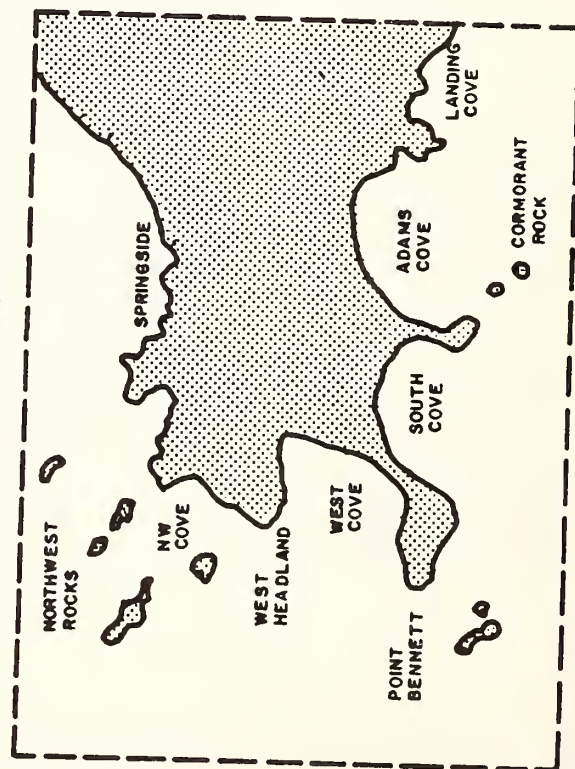 NORTHWEST
ROCKS
SPRINGSIDE
NW
COVE
WEST
HEADLAND
WEST
COVE
SOUTH
COVE
ADAMS
COVE
LANDING
COVE
POINT
BENNETT
CORMORANT
ROCK